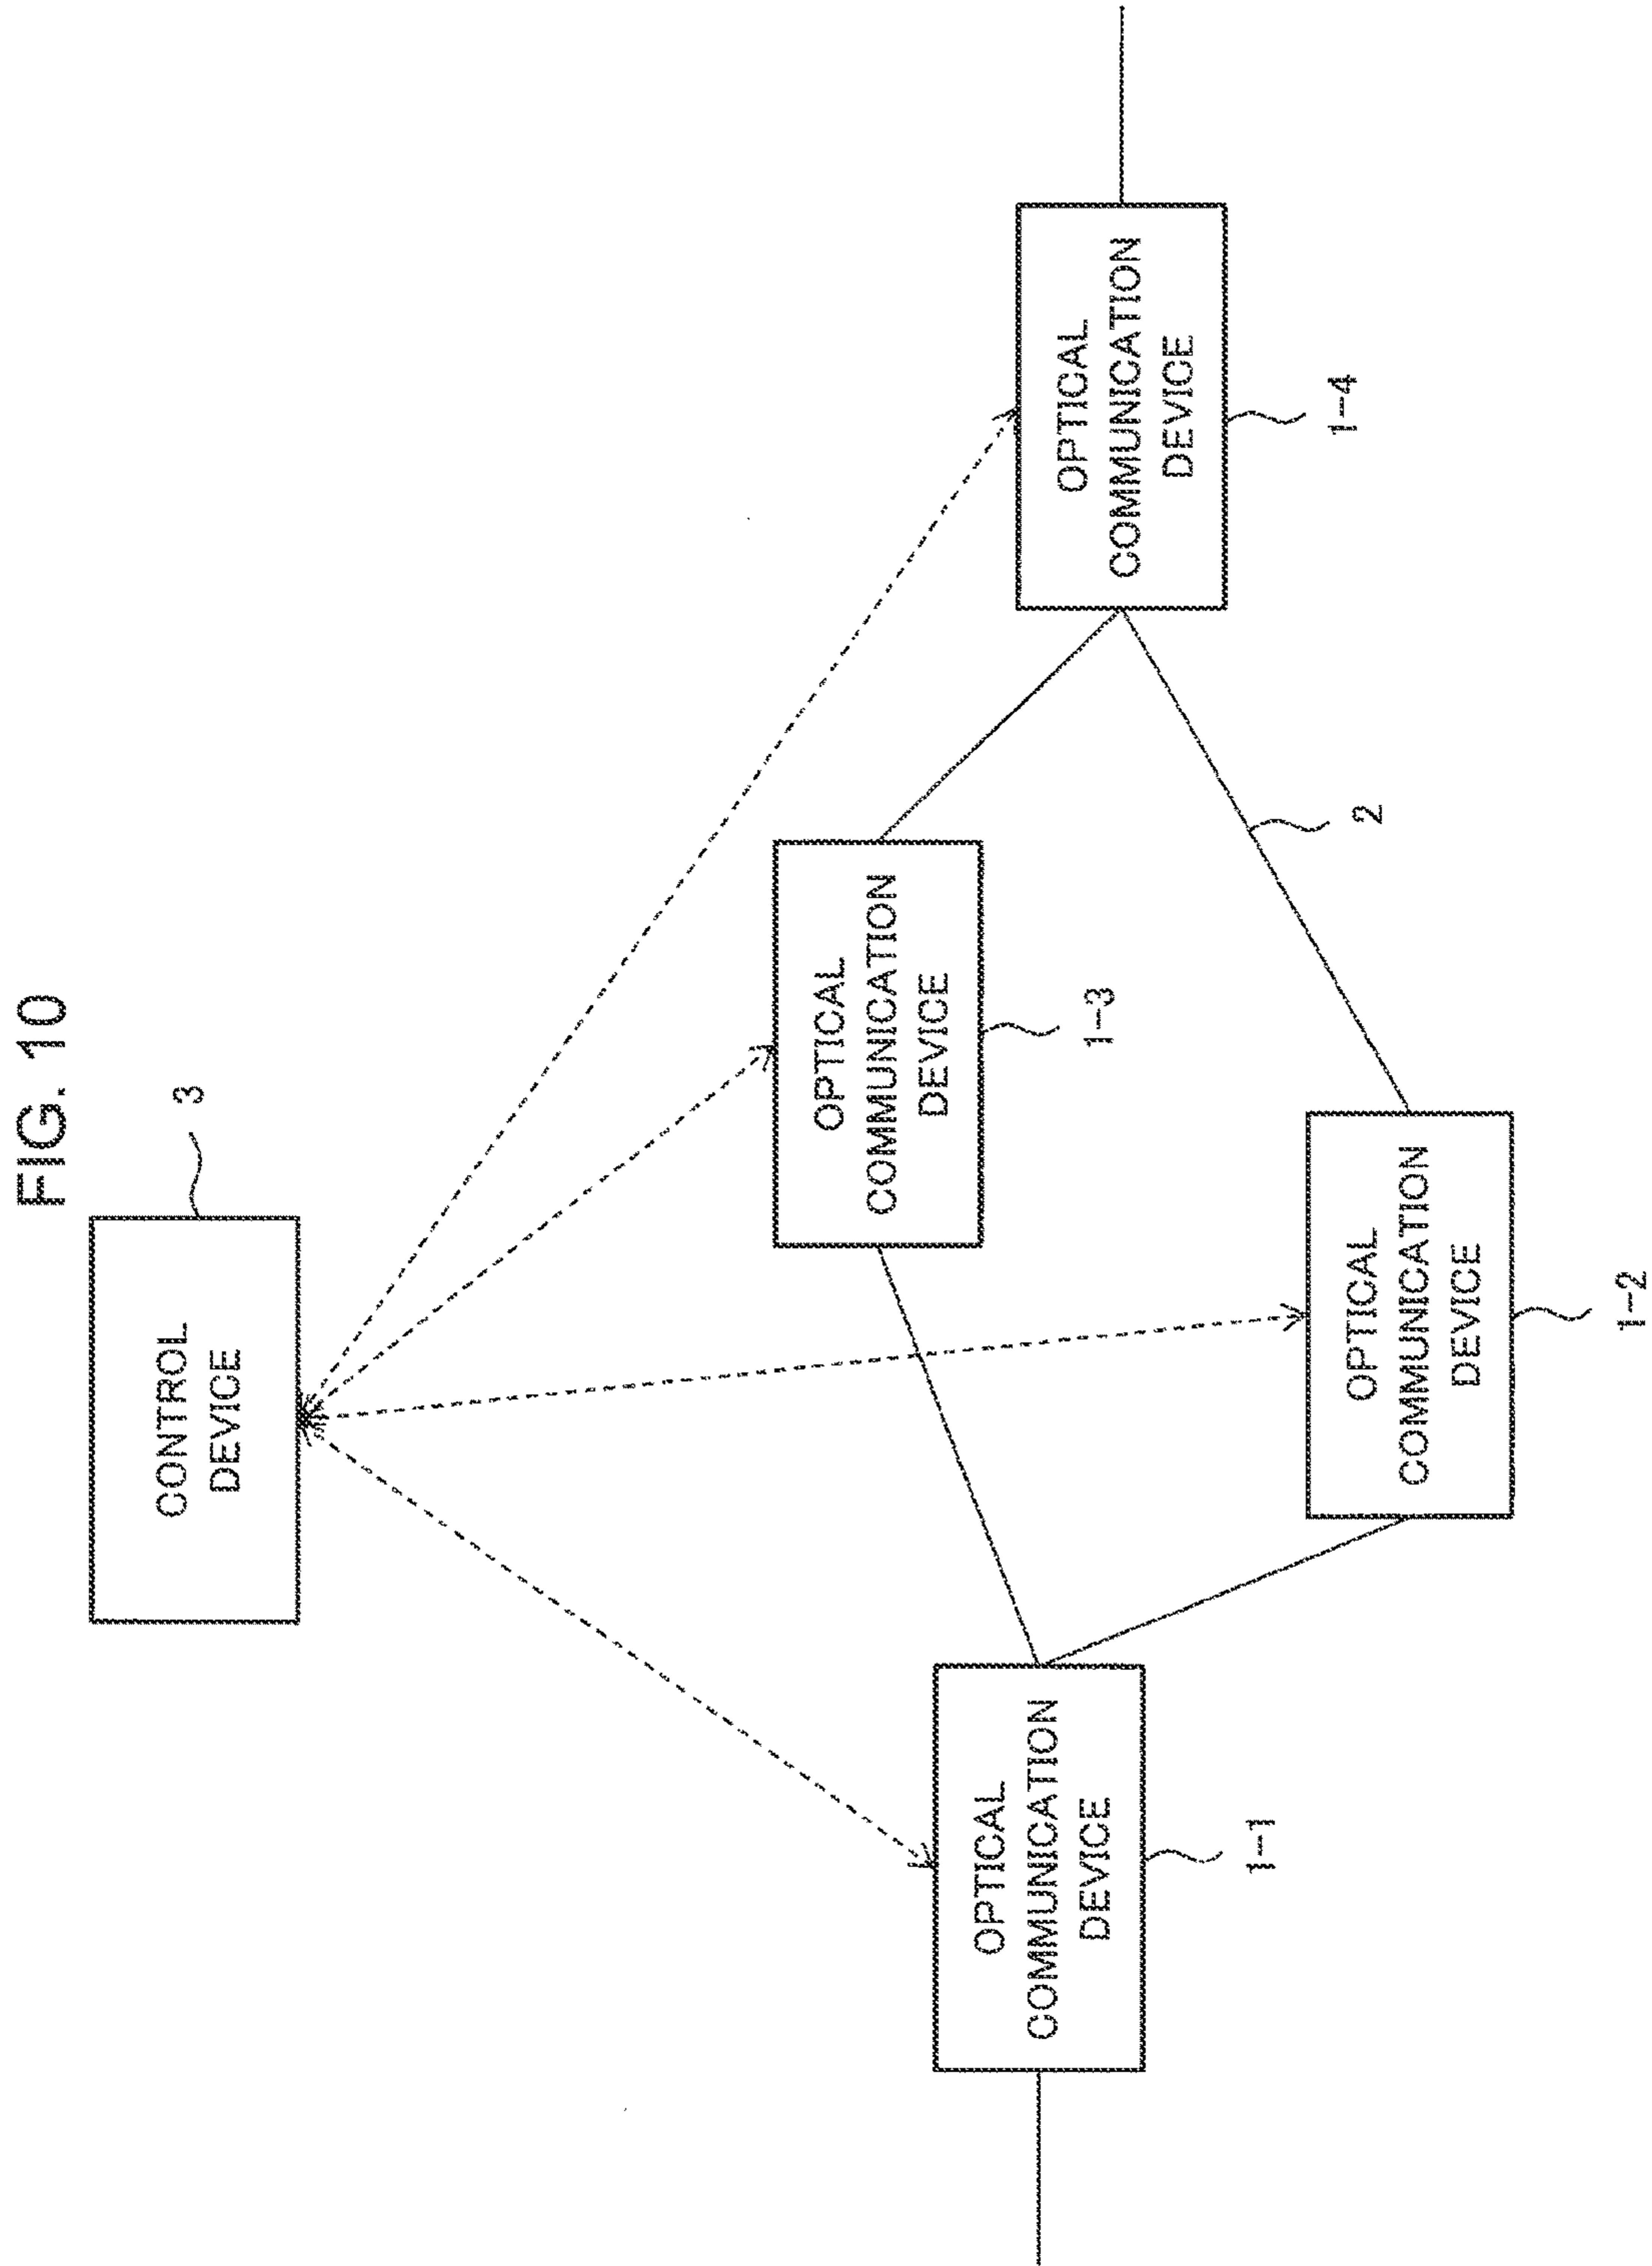 FIG. 10
CONTROL
DEVICE
3
OPTICAL
COMMUNICATION
DEVICE
1-1
OPTICAL
COMMUNICATION
DEVICE
1-3
OPTICAL
COMMUNICATION
DEVICE
1-4
OPTICAL
COMMUNICATION
DEVICE
1-2
2